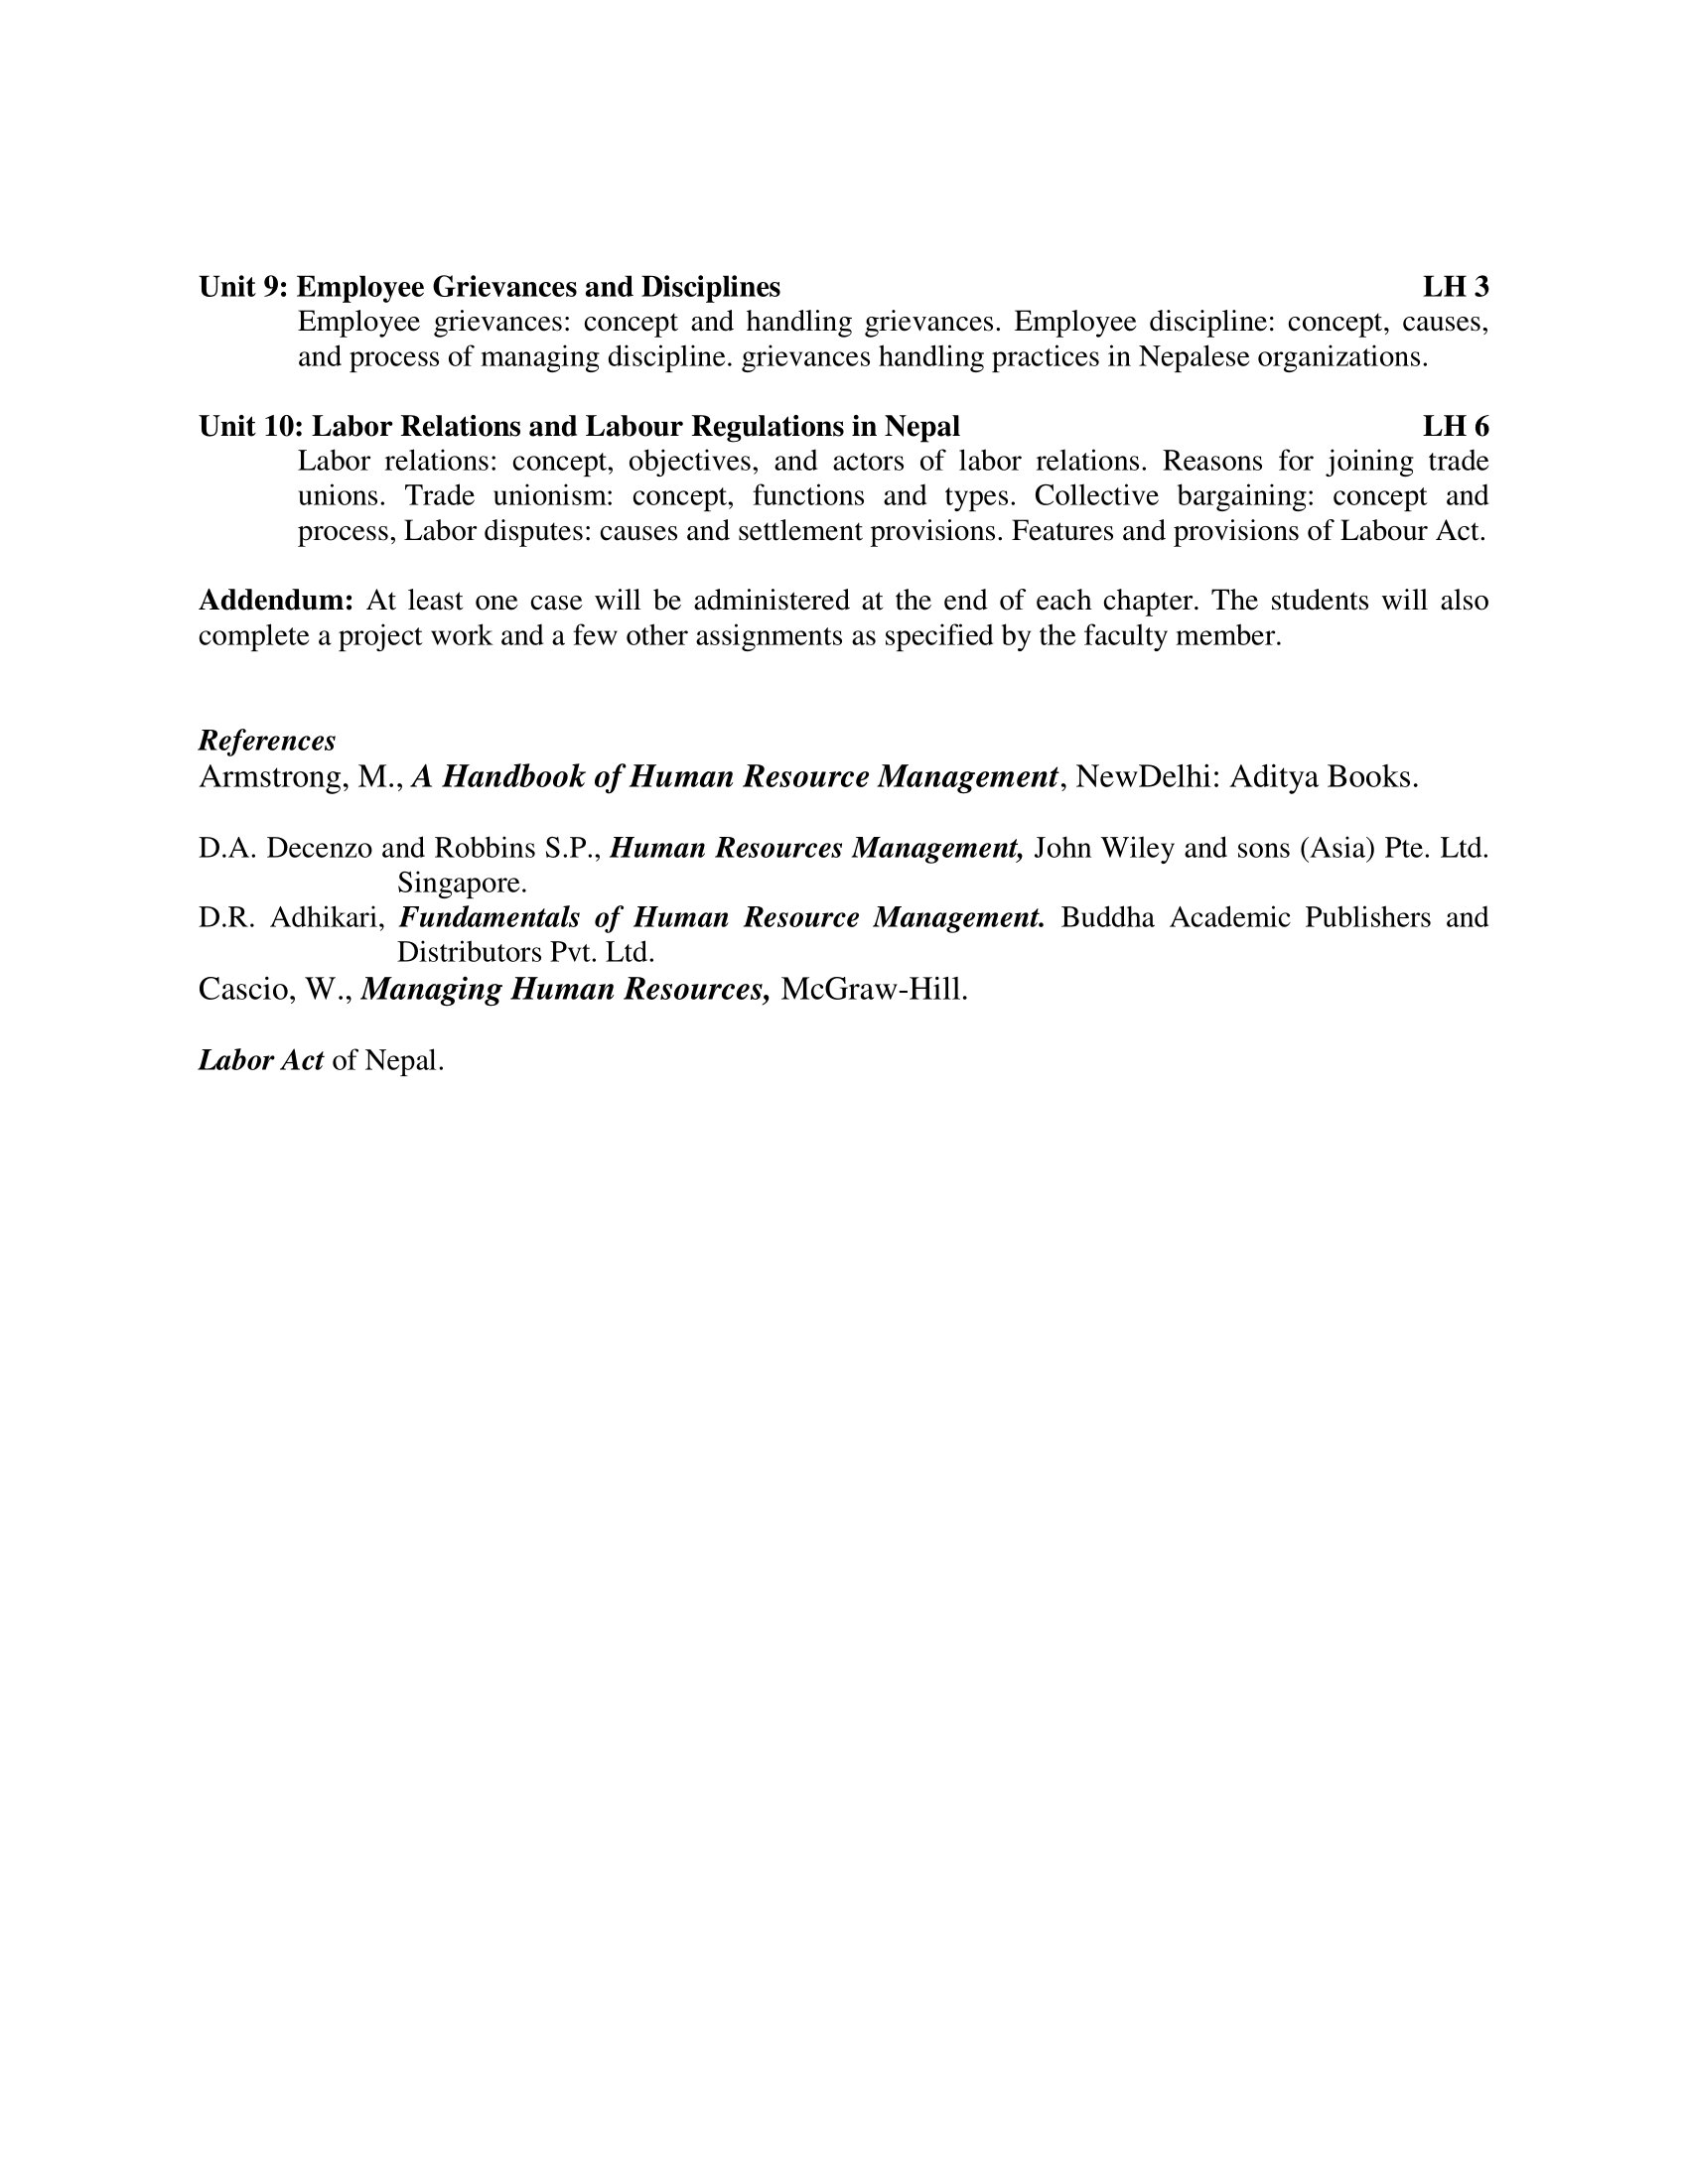 Unit 9: Employee Grievances and Disciplines LH 3
Employee grievances: concept and handling grievances. Employee discipline: concept, causes,
and process of managing discipline. grievances handling practices in Nepalese organizations.
Unit 10: Labor Relations and Labour Regulations in Nepal LH 6
Labor relations: concept, objectives, and actors of labor relations. Reasons for joining trade
unions. Trade unionism: concept, functions and types. Collective bargaining: concept and
process, Labor disputes: causes and settlement provisions. Features and provisions of Labour Act.
Addendum: At least one case will be administered at the end of each chapter. The students will also
complete a project work and a few other assignments as specified by the faculty member.
References
Armstrong, M., A Handbook of Human Resource Management, NewDelhi: Aditya Books.
D.A. Decenzo and Robbins S.P., Human Resources Management, John Wiley and sons (Asia) Pte. Ltd.
Singapore.
D.R. Adhikari, Fundamentals of Human Resource Management. Buddha Academic Publishers and
Distributors Pvt. Ltd.
Cascio, W., Managing Human Resources, McGraw-Hill.
Labor Act of Nepal.